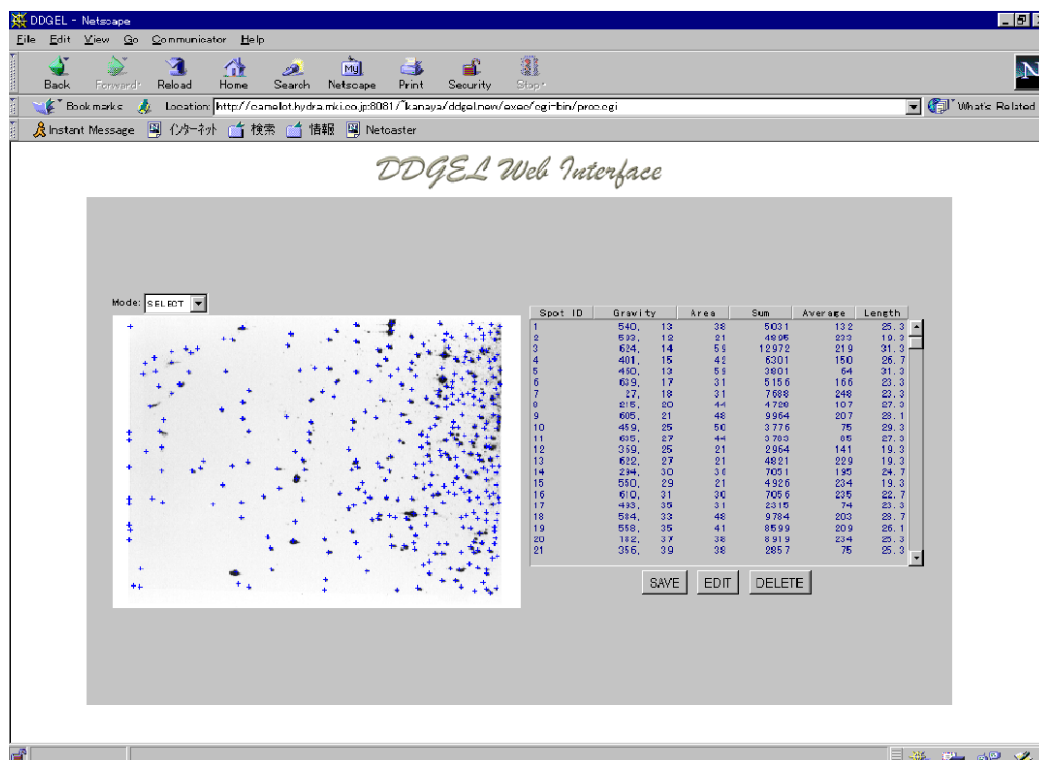 DDGEL - Netscape
File Edit View Go Communicator Help
Back Forward Reload Home Search Netscape Print Security Stop
Bookmarks Location: http://camelot.hydra.mki.co.jp:8081/~kanaya/ddgel.new/exec/cgi-bin/proc.cgi What's Related
Instant Message インターネット 検索 情報 Netcaster
DDGEL Web Interface
Mode: SELECT
Spot ID Gravity Area Sum Average Length
1 540, 13 38 5031 132 25.3
2 593, 12 21 4895 233 19.3
3 624, 14 59 12972 219 31.3
4 401, 15 42 6301 150 26.7
5 450, 13 59 3801 64 31.3
6 639, 17 31 5156 166 23.3
7 27, 18 31 7688 248 23.3
8 215, 20 44 4728 107 27.3
9 605, 21 48 9964 207 28.1
10 459, 25 50 3776 75 29.3
11 635, 27 44 3783 85 27.3
12 359, 25 21 2964 141 19.3
13 622, 27 21 4821 229 19.3
14 294, 30 36 7051 195 24.7
15 550, 29 21 4926 234 19.3
16 610, 31 30 7056 235 22.7
17 493, 35 31 2315 74 23.3
18 584, 33 48 9784 203 28.7
19 558, 35 41 8599 209 26.1
20 182, 37 38 8919 234 25.3
21 356, 39 38 2857 75 25.3
SAVE EDIT DELETE